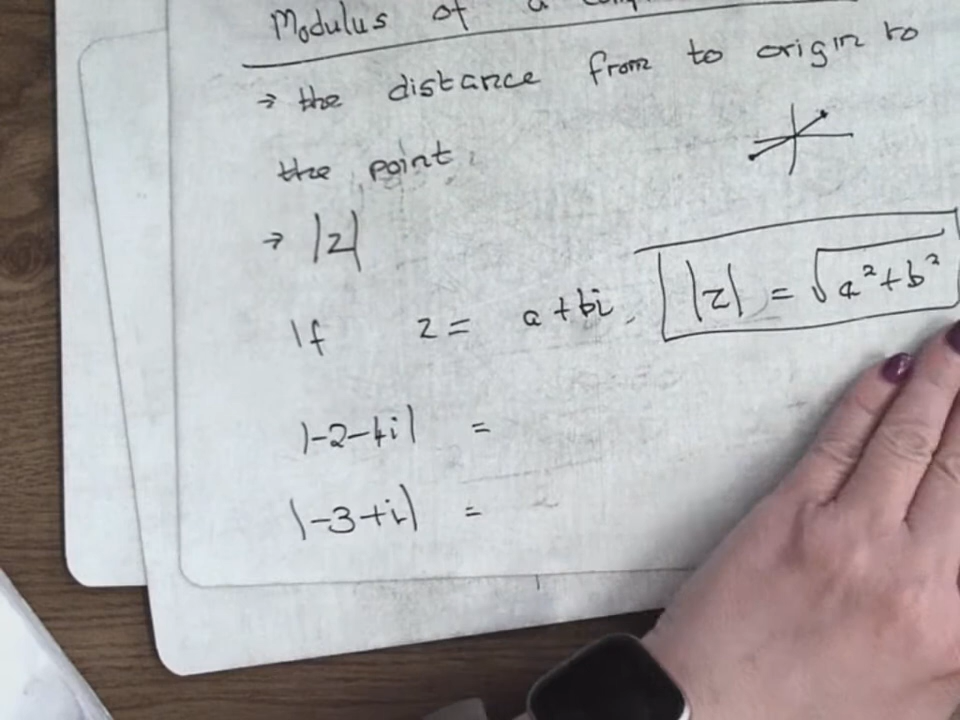 Modulus of a
→ the distance from to origin to
the point.
→ |z|
If z = a+bi, |z| = √a²+b²
|-2-4i| =
|-3+i| =